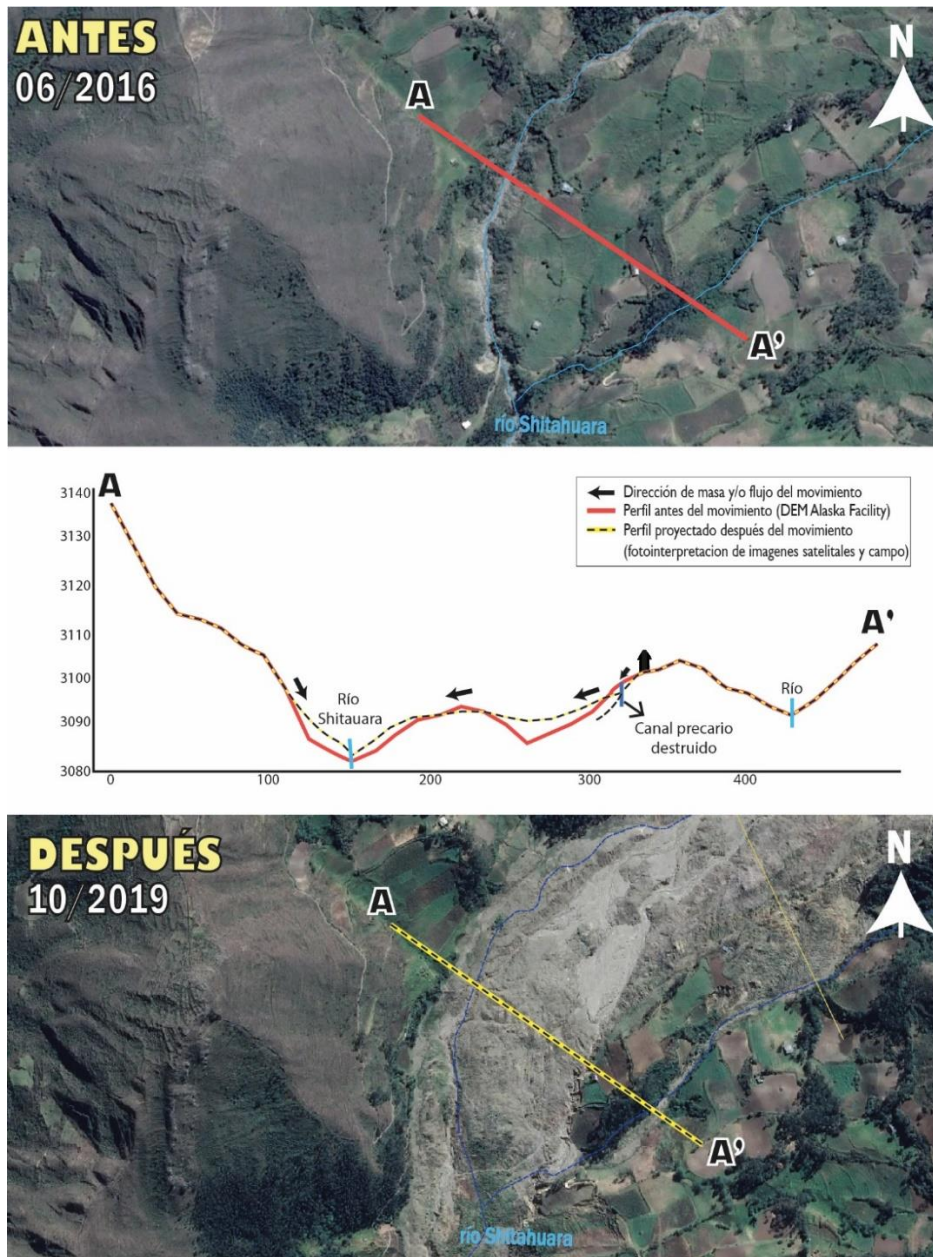 ANTES
06/2016
N
A
A'
río Shitahuara
A
A'
3140
3130
3120
3110
3100
3090
3080
0
100
200
300
400
Dirección de masa y/o flujo del movimiento
Perfil antes del movimiento (DEM Alaska Facility)
Perfil proyectado después del movimiento
(fotointerpretacion de imagenes satelitales y campo)
Río
Shitauara
Canal precario
destruido
Río
DESPUÉS
10/2019
N
A
A'
río Shitahuara